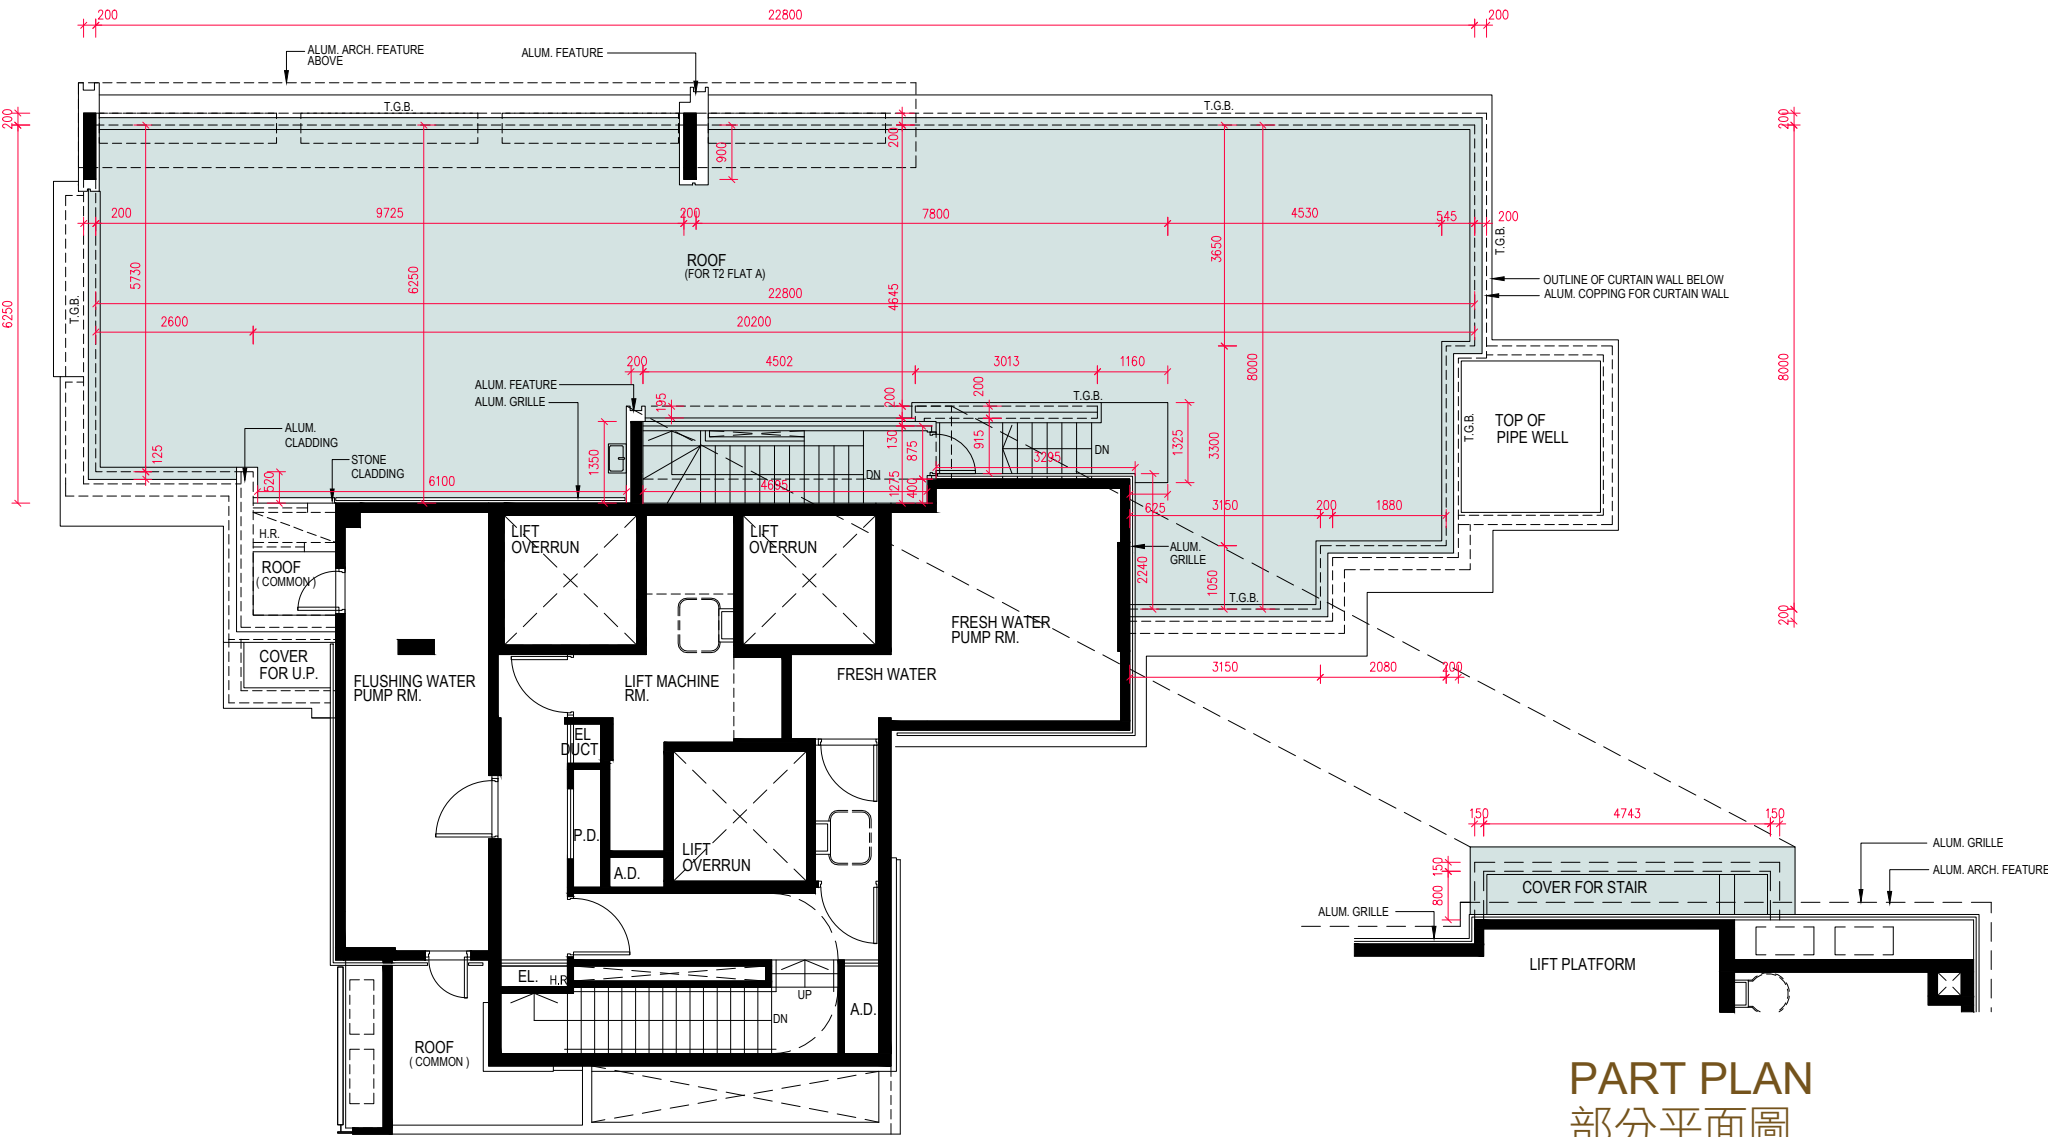 200
22800
200
ALUM. ARCH. FEATURE
ABOVE
ALUM. FEATURE
T.G.B.
T.G.B.
200
200
900
200
200
9725
200
7800
4530
545
200
T.G.B.
5730
6250
3650
ROOF
(FOR T2 FLAT A)
OUTLINE OF CURTAIN WALL BELOW
ALUM. COPPING FOR CURTAIN WALL
T.G.B.
6250
22800
4645
2600
20200
200
4502
3013
1160
8000
8000
ALUM. FEATURE
ALUM. GRILLE
195
200
200
T.G.B.
ALUM.
CLADDING
STONE
CLADDING
125
520
6100
1350
130
875
915
DN
3295
1325
3300
T.G.B.
TOP OF
PIPE WELL
DN
4695
1275
400
625
3150
200
1880
H.R.
ROOF
( COMMON )
LIFT
OVERRUN
LIFT
OVERRUN
ALUM.
GRILLE
2240
1050
T.G.B.
200
FRESH WATER
PUMP RM.
COVER
FOR U.P.
FLUSHING WATER
PUMP RM.
LIFT MACHINE
RM.
FRESH WATER
3150
2080
200
EL
DUCT
P.D.
A.D.
LIFT
OVERRUN
150
4743
150
150
800
COVER FOR STAIR
ALUM. GRILLE
ALUM. ARCH. FEATURE
ALUM. GRILLE
LIFT PLATFORM
EL.
H.R
UP
DN
A.D.
ROOF
( COMMON )
PART PLAN
部分平面圖